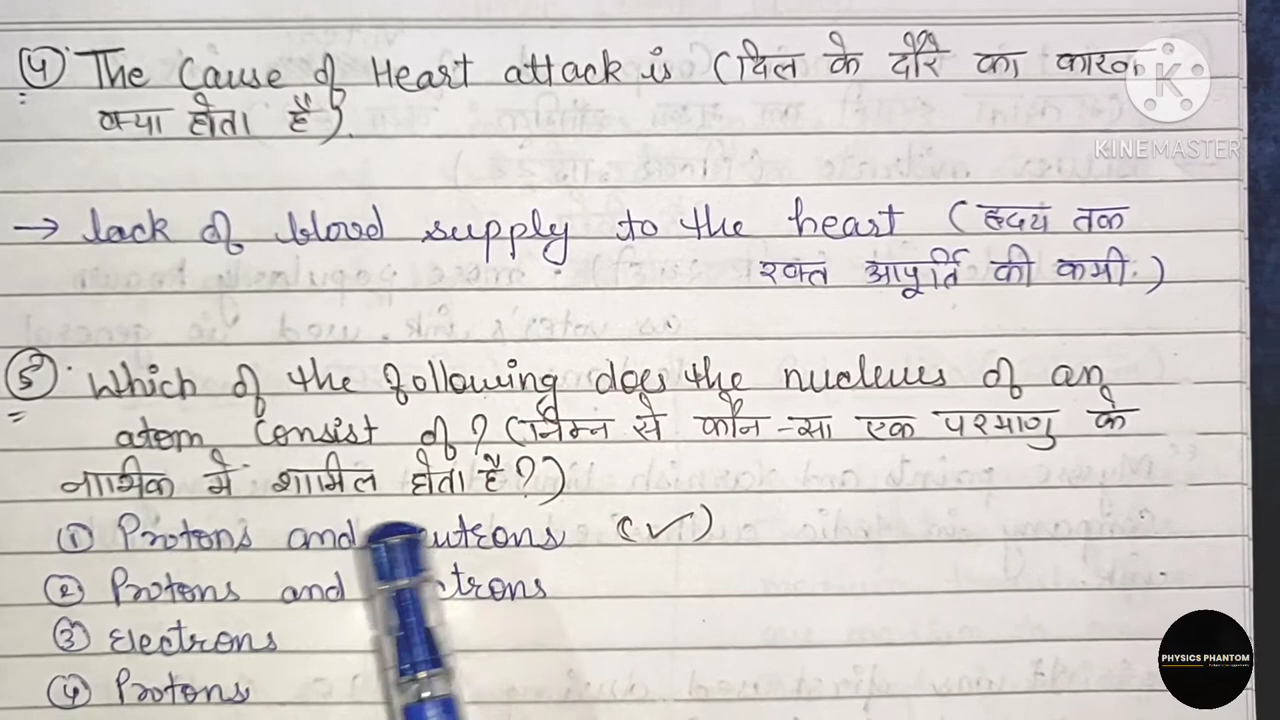 (4) The Cause of Heart attack is (दिल के दौरे का कारण
क्या होता है).
KINEMASTER
→ lack of blood supply to the heart (हृदय तक
रक्त आपूर्ति की कमी.)
(5) Which of the following does the nucleus of an
atom consist of? (निम्न से कौन-सा एक परमाणु के
नाभिक में शामिल होता है?)
(1) Protons and (✓)
(2) Protons and
(3) Electrons
(4) Protons
PHYSICS PHANTOM